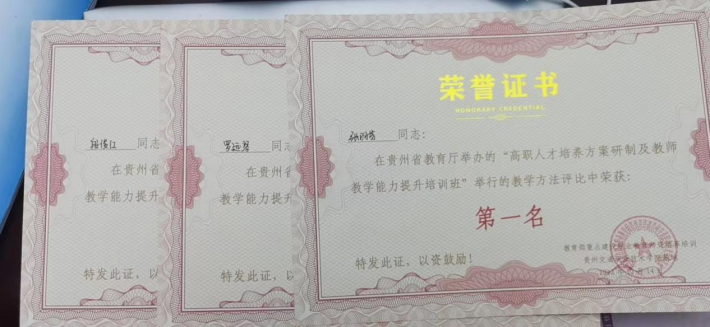 同志
在贵州省
教学能力提升
特发此证，以
同志
在贵州省
教学能力提升
特发此证，以资
荣誉证书
HONORARY CREDENTIAL
同志：
在贵州省教育厅举办的“高职人才培养方案研制及教师
教学能力提升培训班”举行的教学方法评比中荣获：
第一名
特发此证，以资鼓励！